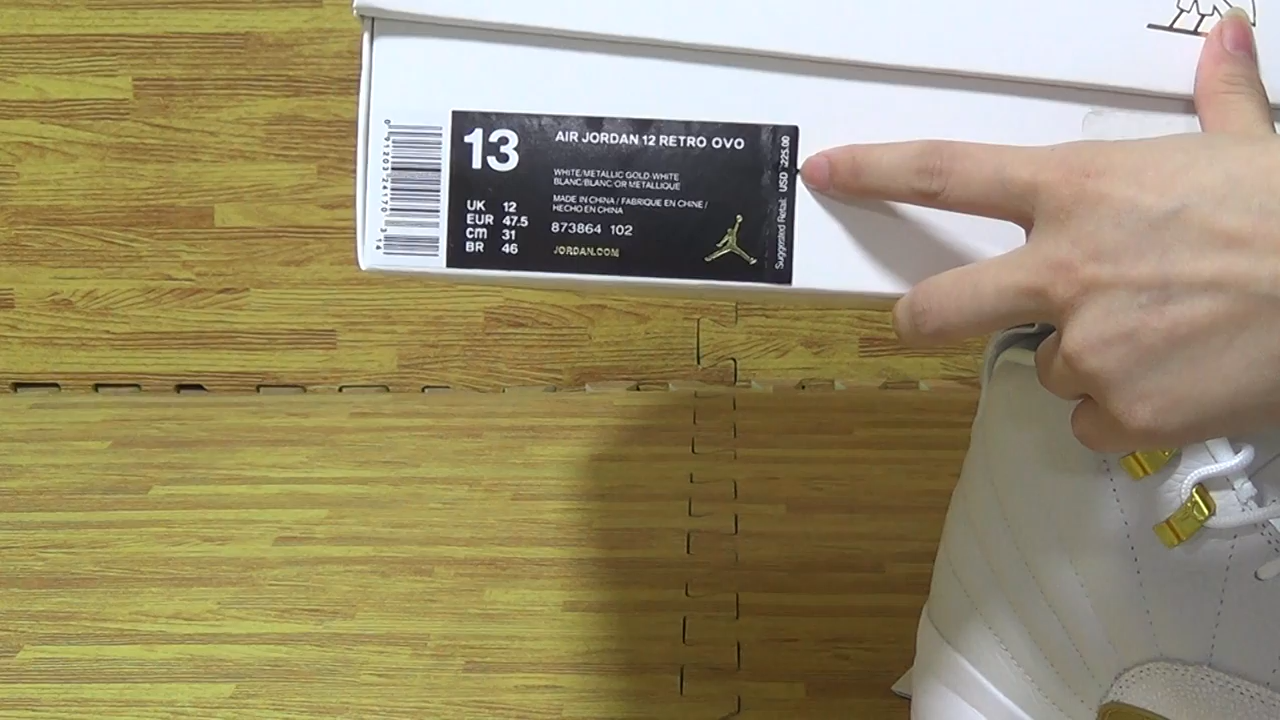 13
AIR JORDAN 12 RETRO OVO
WHITE/METALLIC GOLD-WHITE
BLANC/BLANC/OR METALLIQUE
MADE IN CHINA / FABRIQUE EN CHINE /
HECHO EN CHINA
UK 12
EUR 47.5
cm 31
BR 46
873864 102
JORDAN.COM
Suggested Retail: USD $225.00